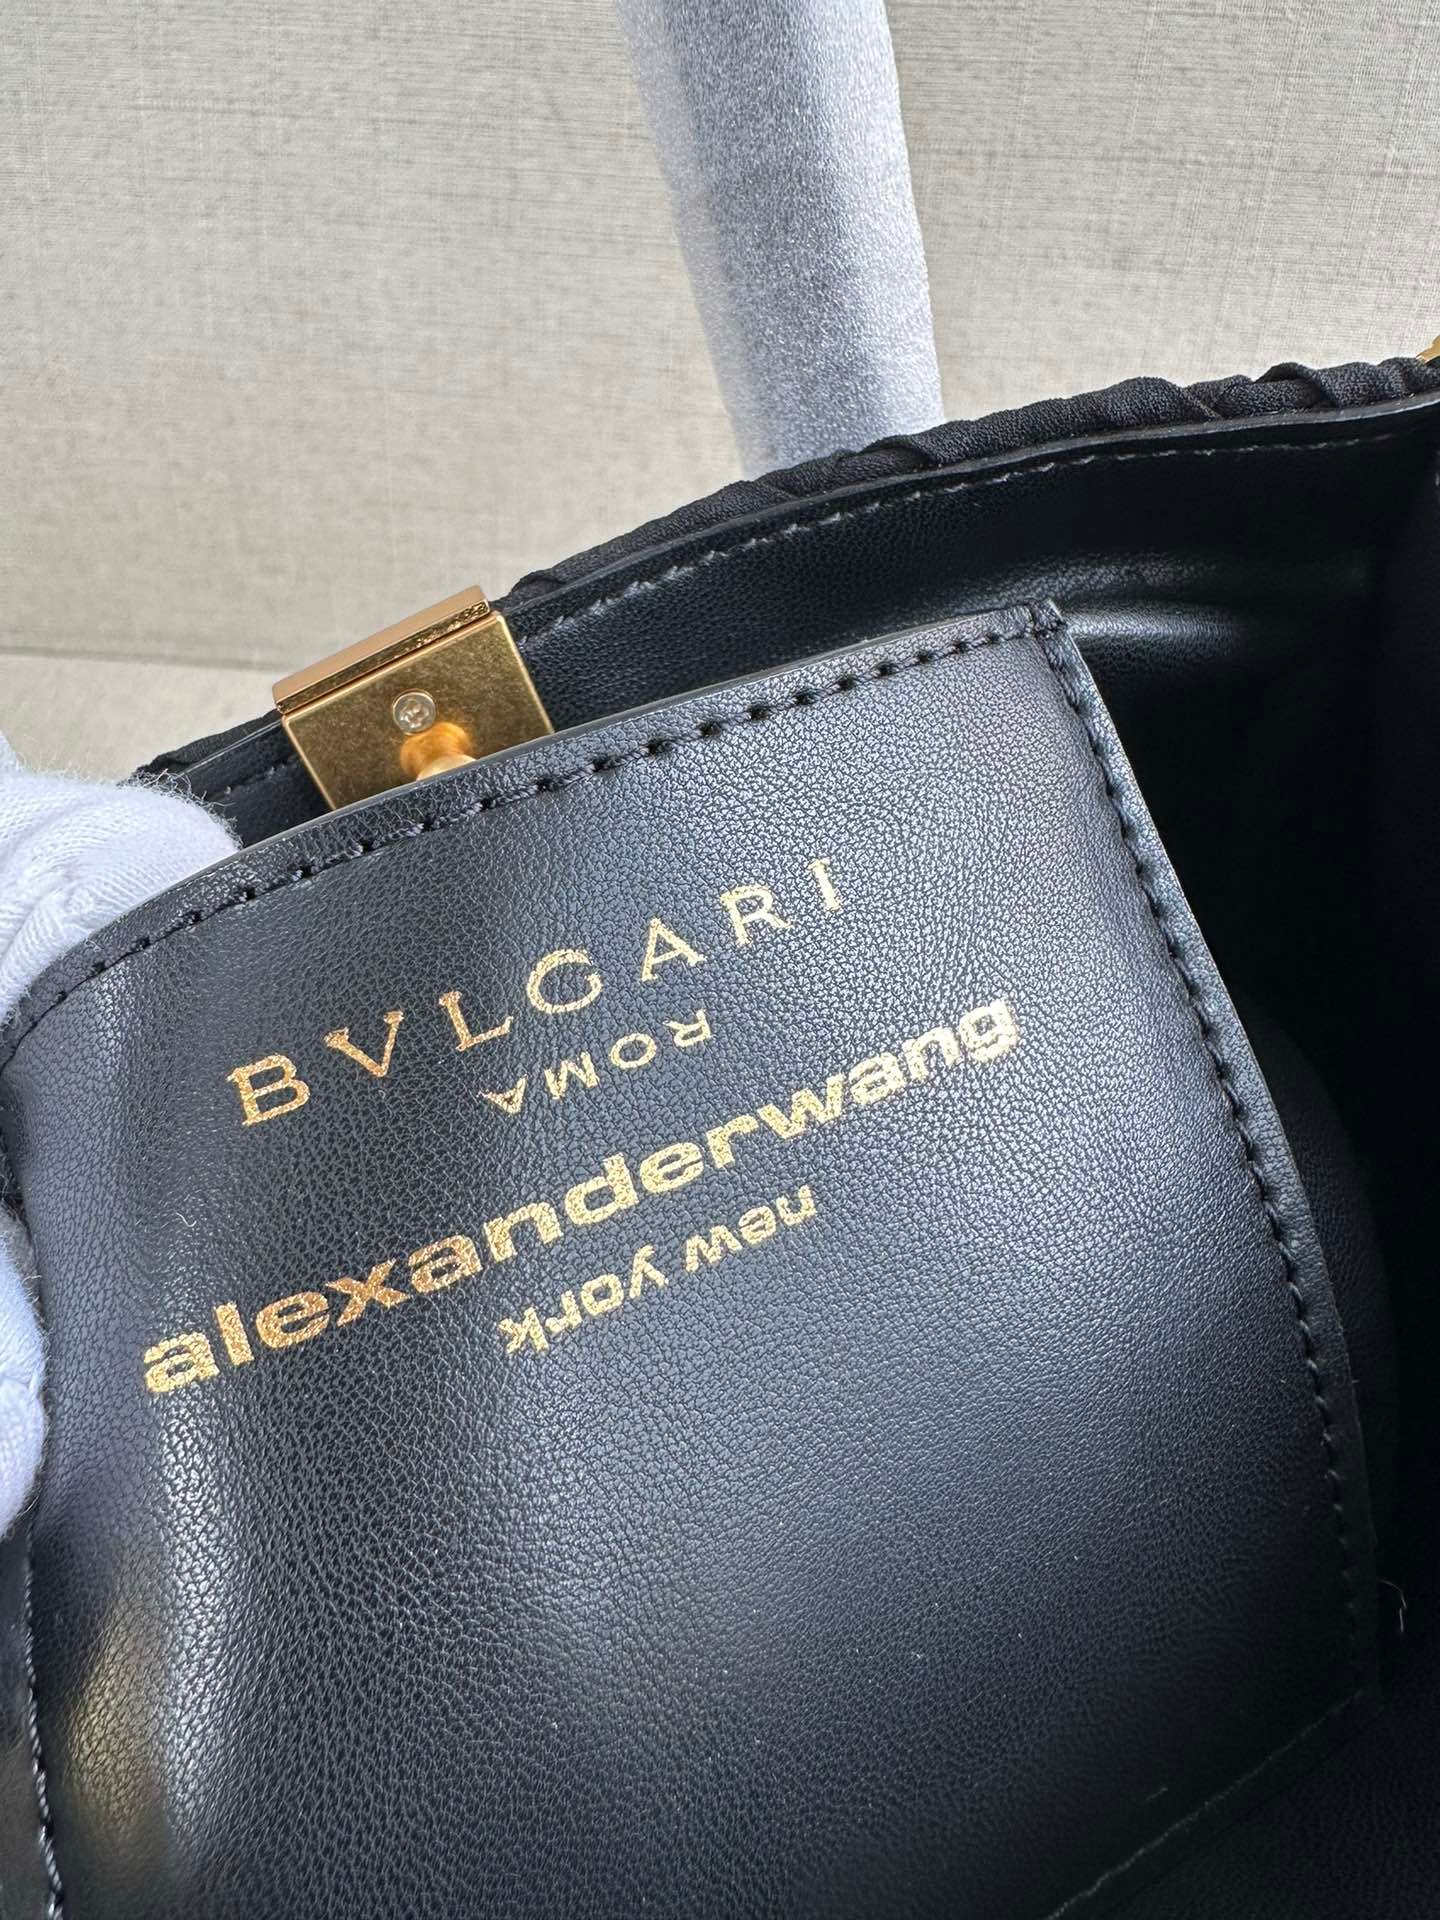 BVLGARI
ROMA
alexanderwang
new york